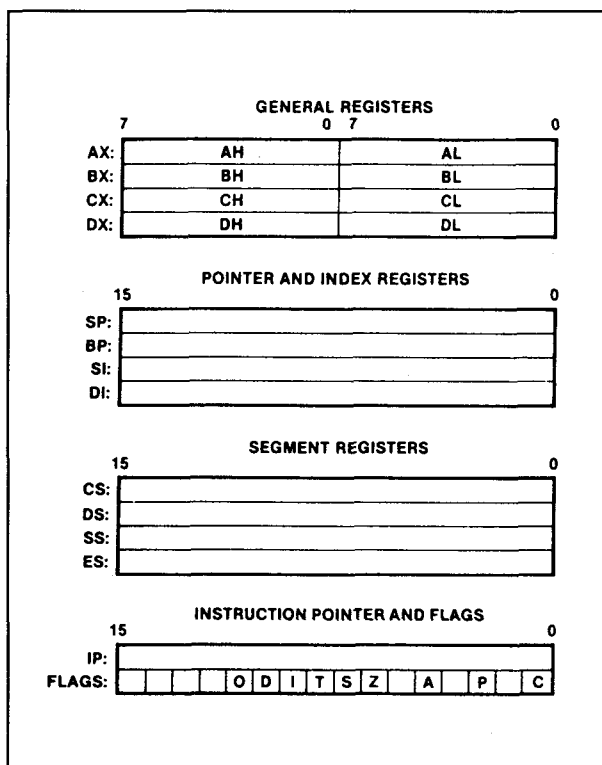 GENERAL REGISTERS
7 0 7 0
AX: AH AL
BX: BH BL
CX: CH CL
DX: DH DL
POINTER AND INDEX REGISTERS
15 0
SP:
BP:
SI:
DI:
SEGMENT REGISTERS
15 0
CS:
DS:
SS:
ES:
INSTRUCTION POINTER AND FLAGS
15 0
IP:
FLAGS: O D I T S Z A P C